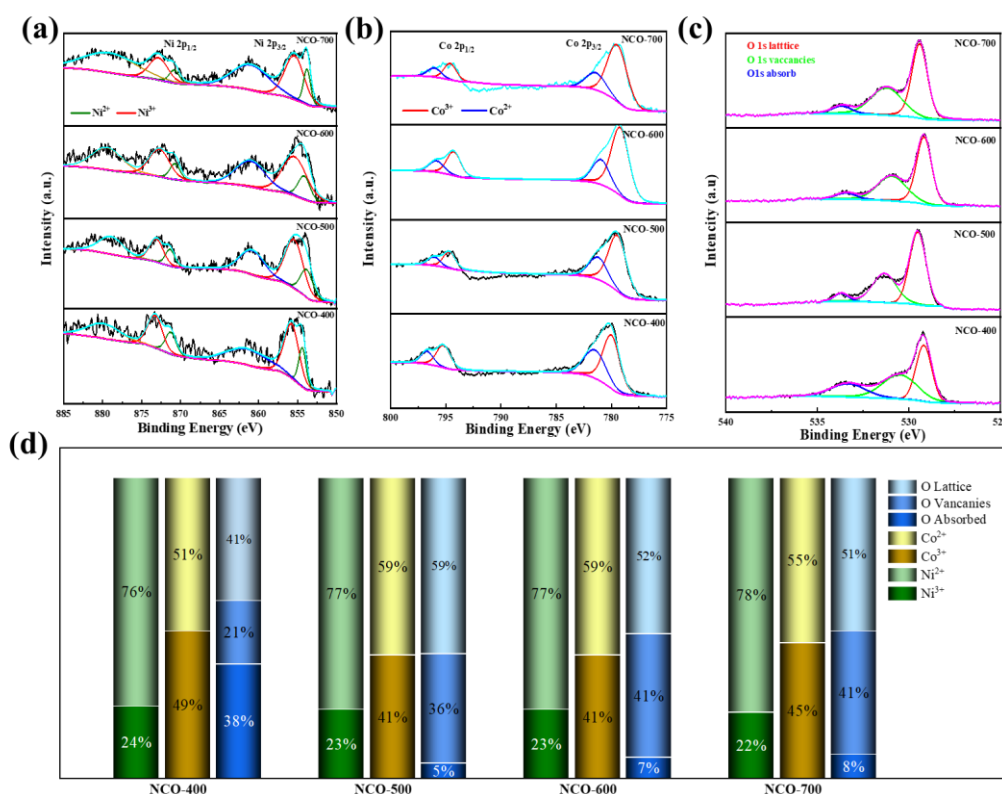 (a)
Ni 2p1/2
Ni 2p3/2
NCO-700
Ni2+
Ni3+
NCO-600
NCO-500
NCO-400
Intensity (a.u.)
885 880 875 870 865 860 855 850
Binding Energy (eV)
(b)
Co 2p1/2
Co 2p3/2
NCO-700
Co3+
Co2+
NCO-600
NCO-500
NCO-400
Intensity (a.u.)
800 795 790 785 780 775
Binding Energy (eV)
(c)
O 1s latttice
O 1s vaccancies
O1s absorb
NCO-700
NCO-600
NCO-500
NCO-400
Intencity (a.u)
540 535 530 52
Binding Energy (eV)
(d)
76%
24%
51%
49%
41%
21%
38%
NCO-400
77%
23%
59%
41%
59%
36%
5%
NCO-500
77%
23%
59%
41%
52%
41%
7%
NCO-600
78%
22%
55%
45%
51%
41%
8%
NCO-700
O Lattice
O Vancanies
O Absorbed
Co2+
Co3+
Ni2+
Ni3+